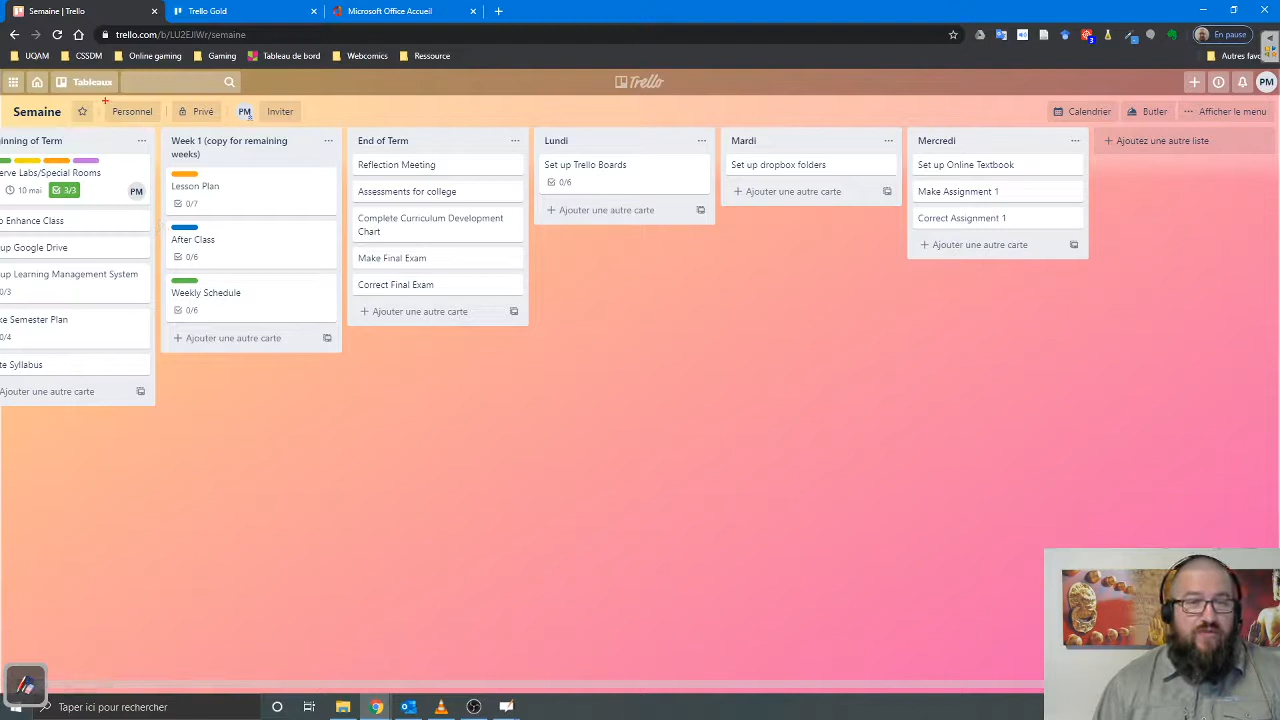 Semaine | Trello
Trello Gold
Microsoft Office Accueil
trello.com/b/LU2EJIWr/semaine
En pause
UQAM
CSSDM
Online gaming
Gaming
Tableau de bord
Webcomics
Ressource
Autres favo
Tableaux
Trello
PM
Semaine
Personnel
Privé
PM
Inviter
Calendrier
Butler
Afficher le menu
ginning of Term
erve Labs/Special Rooms
10 mai
3/3
PM
o Enhance Class
up Google Drive
up Learning Management System
0/3
ke Semester Plan
0/4
te Syllabus
Ajouter une autre carte
Week 1 (copy for remaining
weeks)
Lesson Plan
0/7
After Class
0/6
Weekly Schedule
0/6
Ajouter une autre carte
End of Term
Reflection Meeting
Assessments for college
Complete Curriculum Development
Chart
Make Final Exam
Correct Final Exam
Ajouter une autre carte
Lundi
Set up Trello Boards
0/6
Ajouter une autre carte
Mardi
Set up dropbox folders
Ajouter une autre carte
Mercredi
Set up Online Textbook
Make Assignment 1
Correct Assignment 1
Ajouter une autre carte
Ajoutez une autre liste
Taper ici pour rechercher